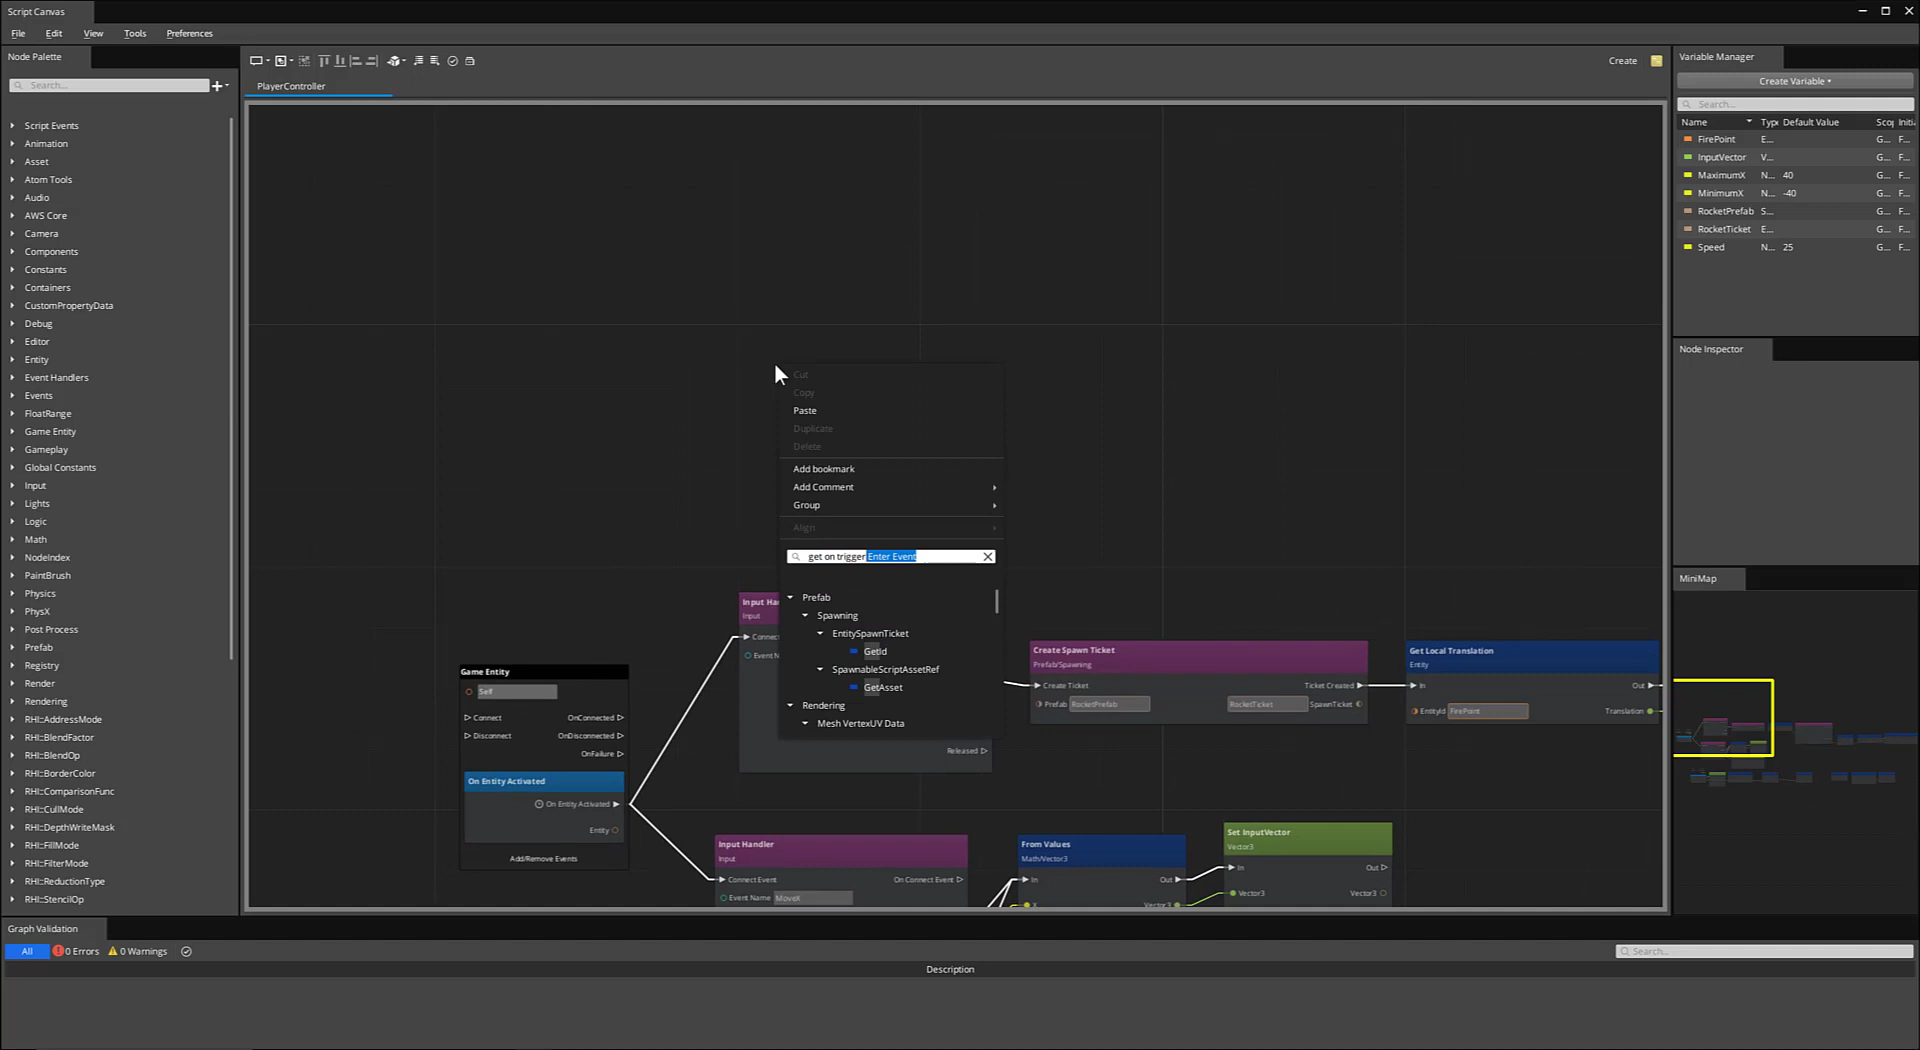 Script Canvas
File Edit View Tools Preferences
Node Palette
Search...
Script Events
Animation
Asset
Atom Tools
Audio
AWS Core
Camera
Components
Constants
Containers
CustomPropertyData
Debug
Editor
Entity
Event Handlers
Events
FloatRange
Game Entity
Gameplay
Global Constants
Input
Lights
Logic
Math
NodeIndex
PaintBrush
Physics
PhysX
Post Process
Prefab
Registry
Render
Rendering
RHI::AddressMode
RHI::BlendFactor
RHI::BlendOp
RHI::BorderColor
RHI::ComparisonFunc
RHI::CullMode
RHI::DepthWriteMask
RHI::FillMode
RHI::FilterMode
RHI::ReductionType
RHI::StencilOp
Create
PlayerController
Cut
Copy
Paste
Duplicate
Delete
Add bookmark
Add Comment
Group
Align
get on trigger Enter Event
Prefab
Spawning
EntitySpawnTicket
GetId
SpawnableScriptAssetRef
GetAsset
Rendering
Mesh VertexUV Data
Game Entity
Self
Connect OnConnected
Disconnect OnDisconnected
OnFailure
On Entity Activated
On Entity Activated
Entity
Add/Remove Events
Input Ha
Input
Connec
Event N
Released
Create Spawn Ticket
Prefab/Spawning
Create Ticket Ticket Created
Prefab RocketPrefab RocketTicket SpawnTicket
Get Local Translation
Entity
In Out
EntityId FirePoint Translation
Input Handler
Input
Connect Event On Connect Event
Event Name MoveX
From Values
Math/Vector3
In Out
X Vector3
Set InputVector
Vector3
In Out
Vector3 Vector3
Variable Manager
Create Variable
Search...
Name Type Default Value Scop Initi
FirePoint E... G... F...
InputVector V... G... F...
MaximumX N... 40 G... F...
MinimumX N... -40 G... F...
RocketPrefab S... G... F...
RocketTicket E... G... F...
Speed N... 25 G... F...
Node Inspector
MiniMap
Graph Validation
All 0 Errors 0 Warnings
Search...
Description